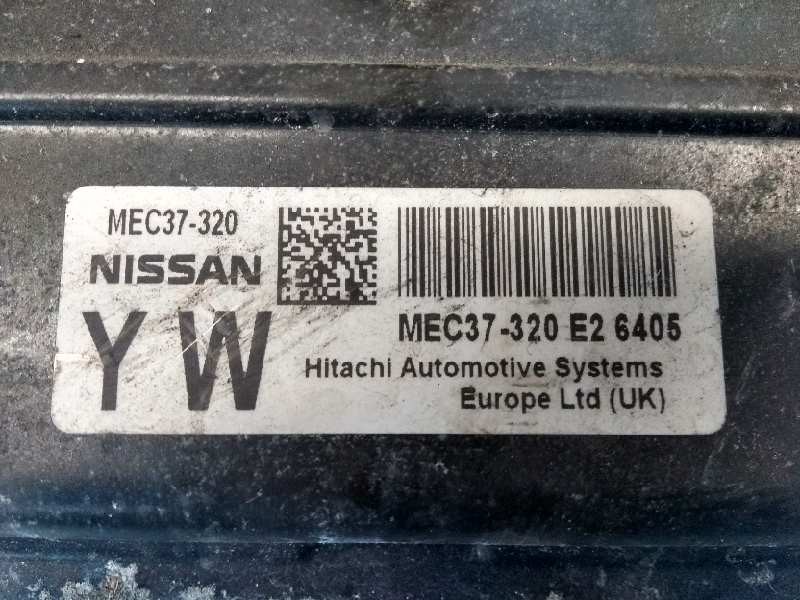 MEC37-320
NISSAN
YW
MEC37-320 E2 6405
Hitachi Automotive Systems
Europe Ltd (UK)